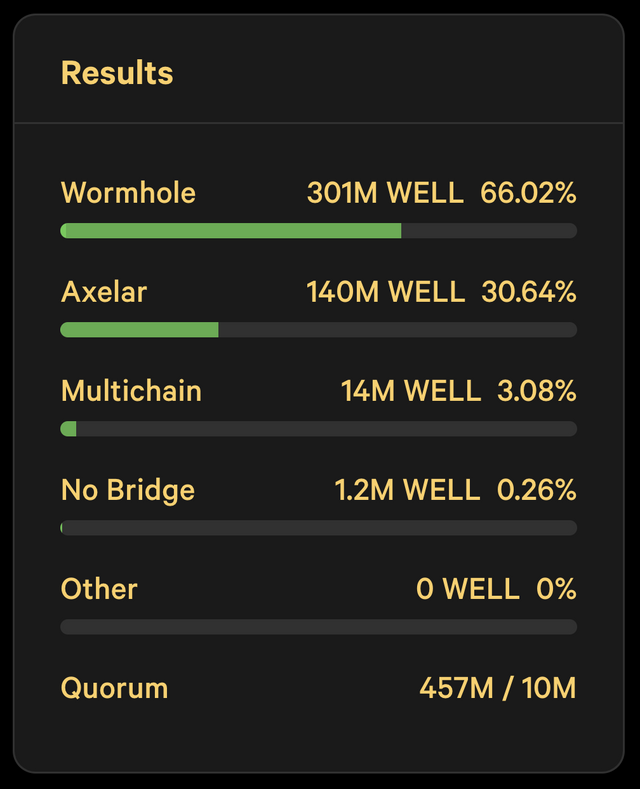 Results
Wormhole 301M WELL 66.02%
Axelar 140M WELL 30.64%
Multichain 14M WELL 3.08%
No Bridge 1.2M WELL 0.26%
Other 0 WELL 0%
Quorum 457M / 10M